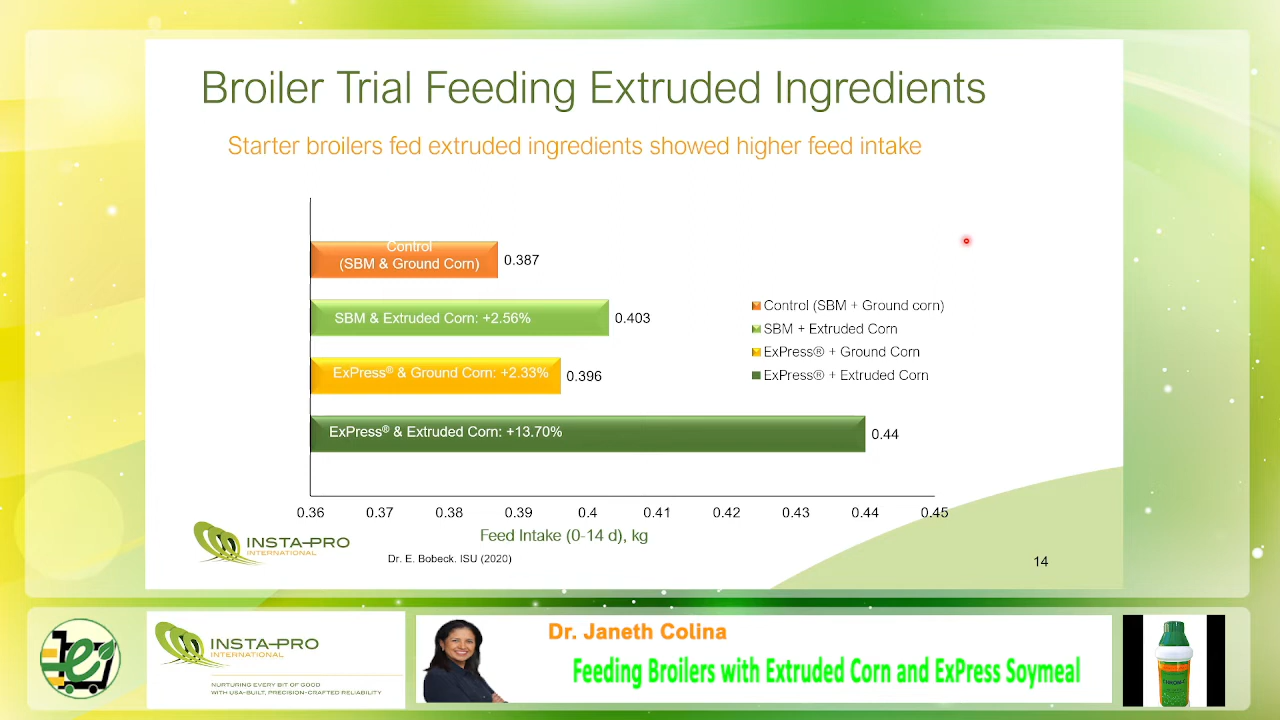 Broiler Trial Feeding Extruded Ingredients
Starter broilers fed extruded ingredients showed higher feed intake
Control
(SBM & Ground Corn)
0.387
SBM & Extruded Corn: +2.56%
0.403
ExPress® & Ground Corn: +2.33%
0.396
ExPress® & Extruded Corn: +13.70%
0.44
Control (SBM + Ground corn)
SBM + Extruded Corn
ExPress® + Ground Corn
ExPress® + Extruded Corn
0.36 0.37 0.38 0.39 0.4 0.41 0.42 0.43 0.44 0.45
Feed Intake (0-14 d), kg
INSTA-PRO
INTERNATIONAL
Dr. E. Bobeck. ISU (2020)
14
e
INSTA-PRO
INTERNATIONAL
NURTURING EVERY BIT OF GOOD
WITH USA-BUILT, PRECISION-CRAFTED RELIABILITY
Dr. Janeth Colina
Feeding Broilers with Extruded Corn and ExPress Soymeal